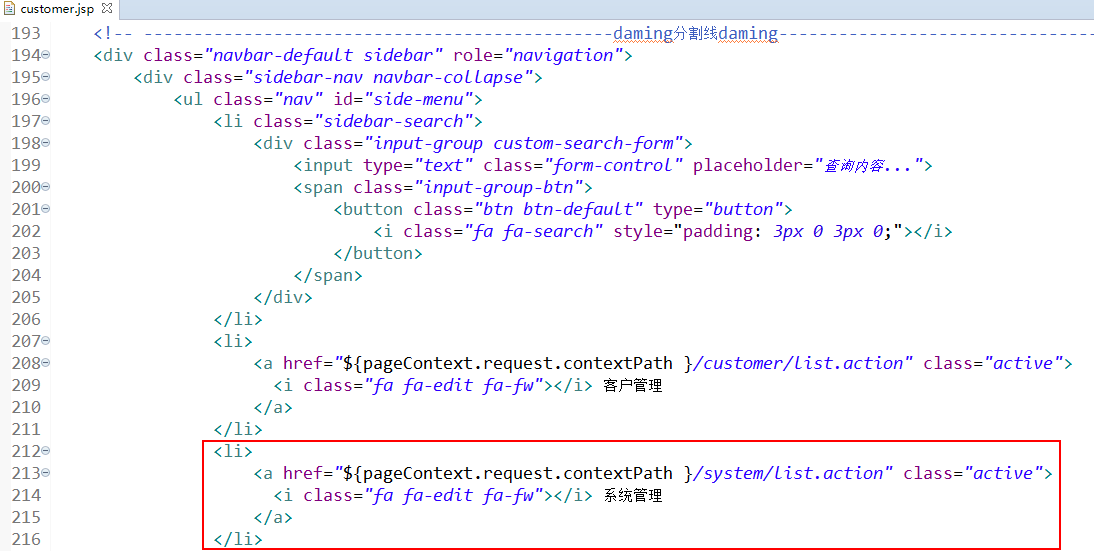 customer.jsp
193 <!-- -----------------------------------------------daming分割线daming--------------------------------
194 <div class="navbar-default sidebar" role="navigation">
195 <div class="sidebar-nav navbar-collapse">
196 <ul class="nav" id="side-menu">
197 <li class="sidebar-search">
198 <div class="input-group custom-search-form">
199 <input type="text" class="form-control" placeholder="查询内容...">
200 <span class="input-group-btn">
201 <button class="btn btn-default" type="button">
202 <i class="fa fa-search" style="padding: 3px 0 3px 0;"></i>
203 </button>
204 </span>
205 </div>
206 </li>
207 <li>
208 <a href="${pageContext.request.contextPath }/customer/list.action" class="active">
209 <i class="fa fa-edit fa-fw"></i> 客户管理
210 </a>
211 </li>
212 <li>
213 <a href="${pageContext.request.contextPath }/system/list.action" class="active">
214 <i class="fa fa-edit fa-fw"></i> 系统管理
215 </a>
216 </li>